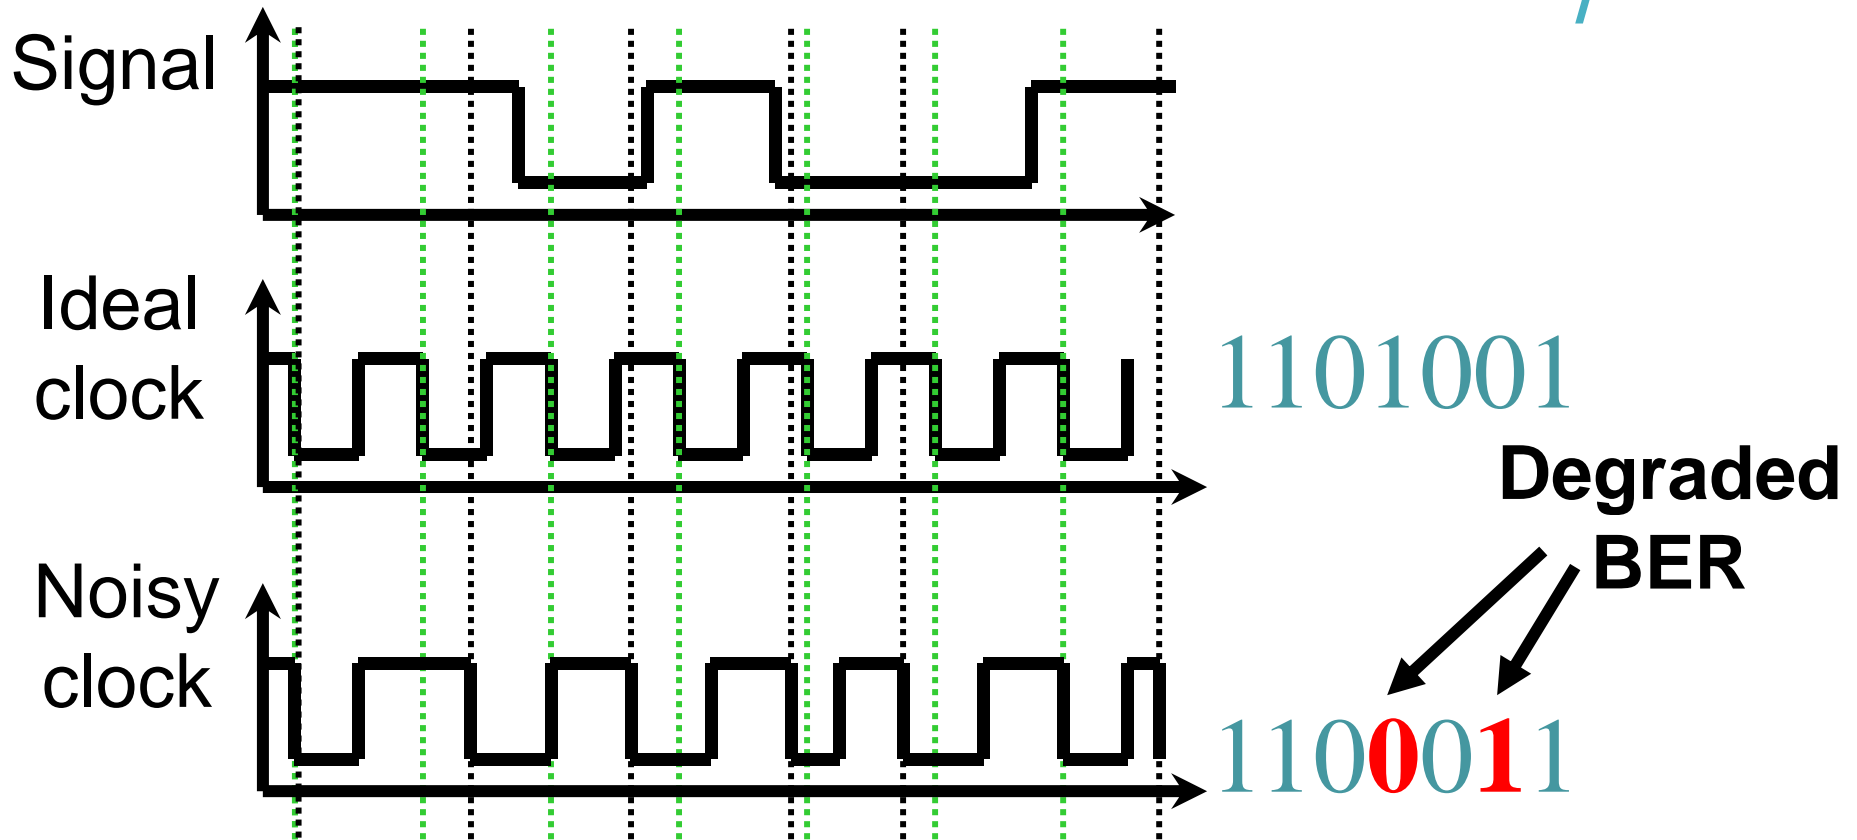 Signal
Ideal
clock
1101001
Degraded
BER
Noisy
clock
1100011